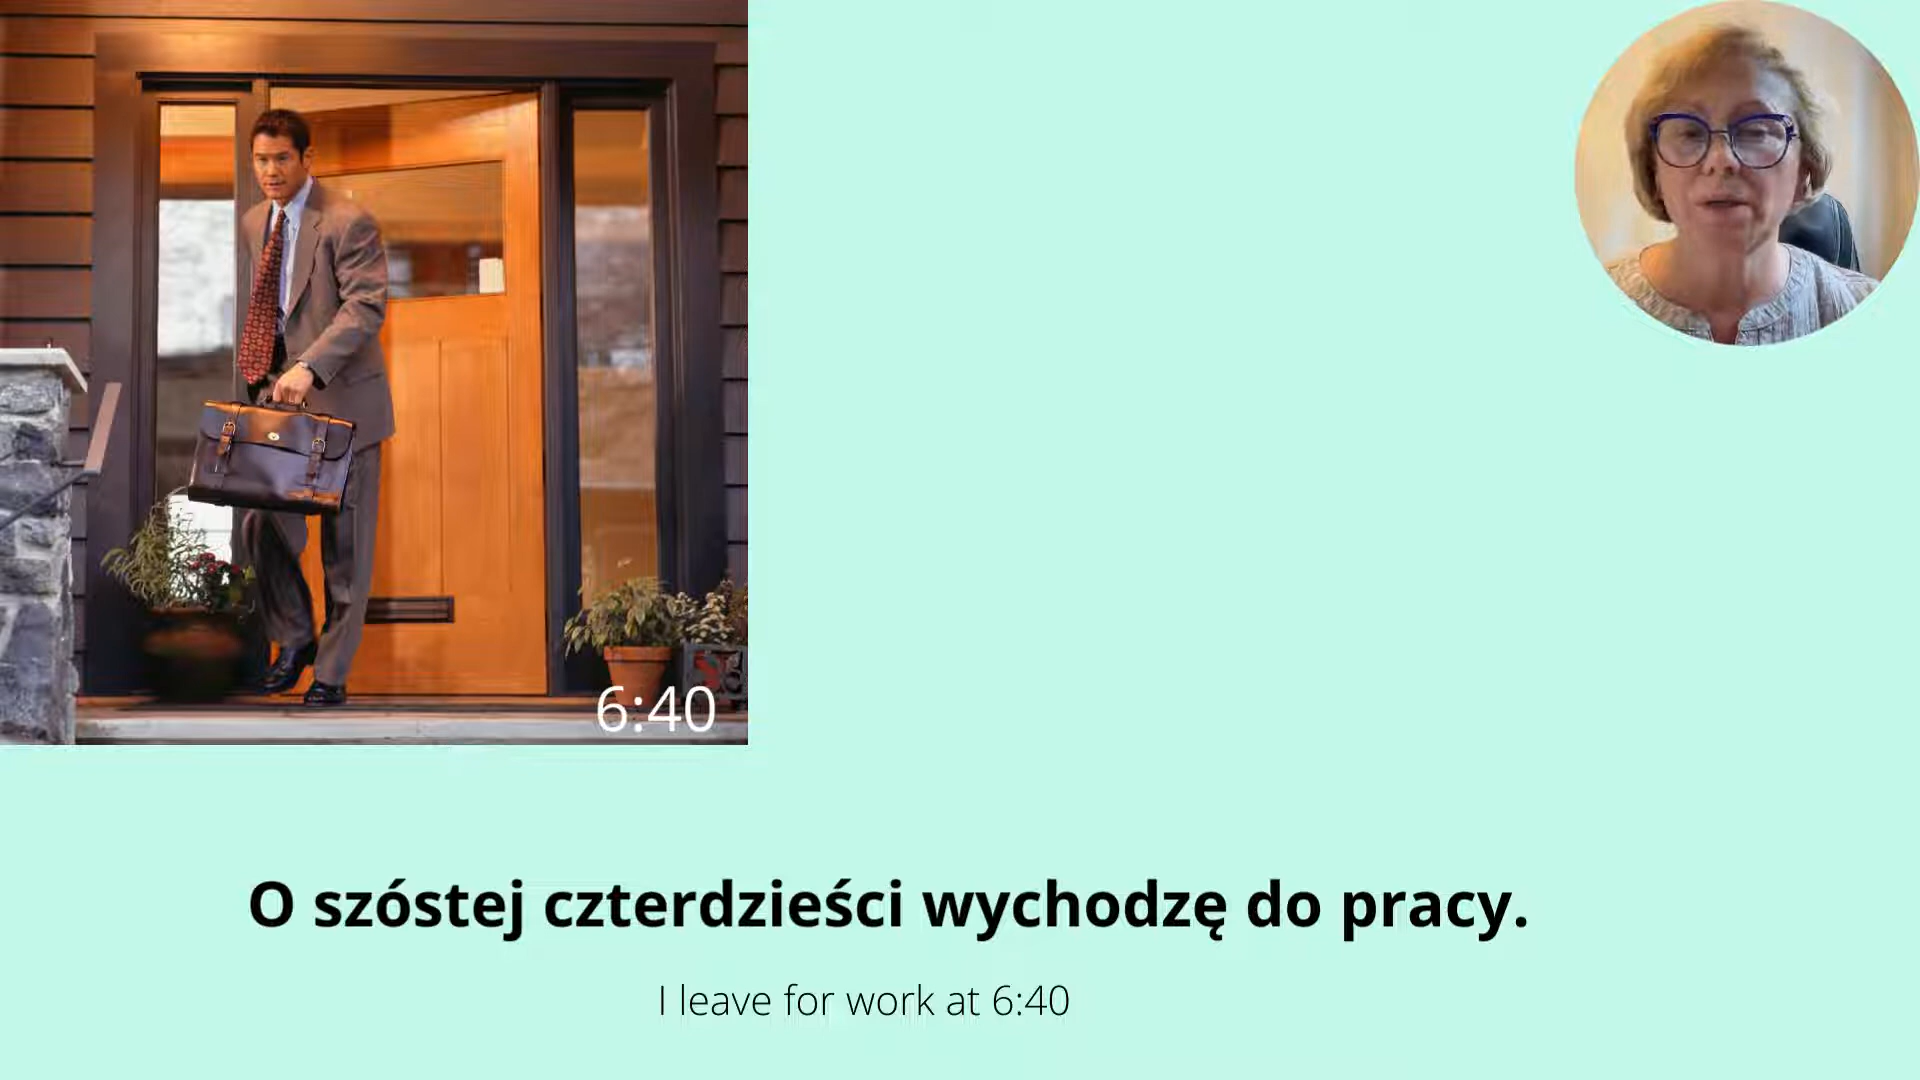 6:40
O szóstej czterdzieści wychodzę do pracy.
I leave for work at 6:40